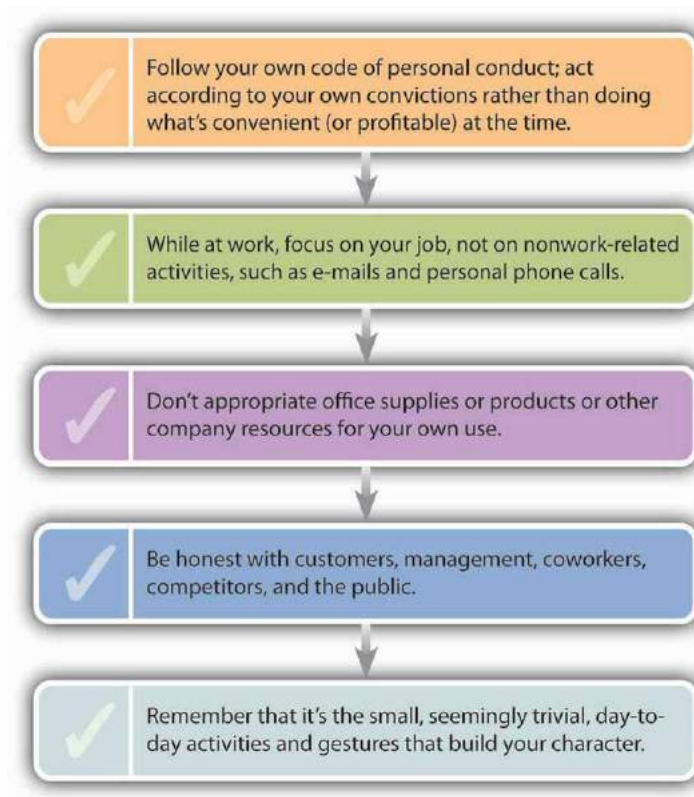 Follow your own code of personal conduct; act
according to your own convictions rather than doing
what's convenient (or profitable) at the time.
While at work, focus on your job, not on nonwork-related
activities, such as e-mails and personal phone calls.
Don't appropriate office supplies or products or other
company resources for your own use.
Be honest with customers, management, coworkers,
competitors, and the public.
Remember that it's the small, seemingly trivial, day-to-
day activities and gestures that build your character.